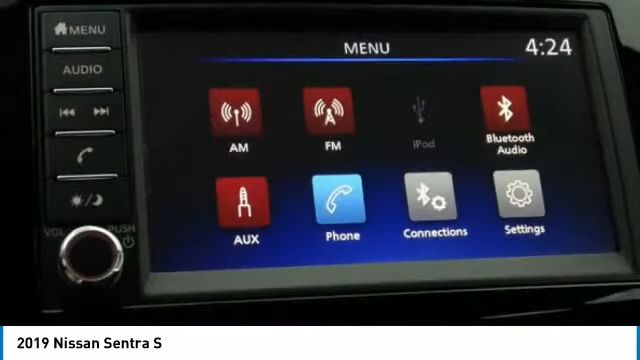 MENU
AUDIO
VOL
PUSH
MENU
4:24
AM
FM
iPod
Bluetooth
Audio
AUX
Phone
Connections
Settings
2019 Nissan Sentra S